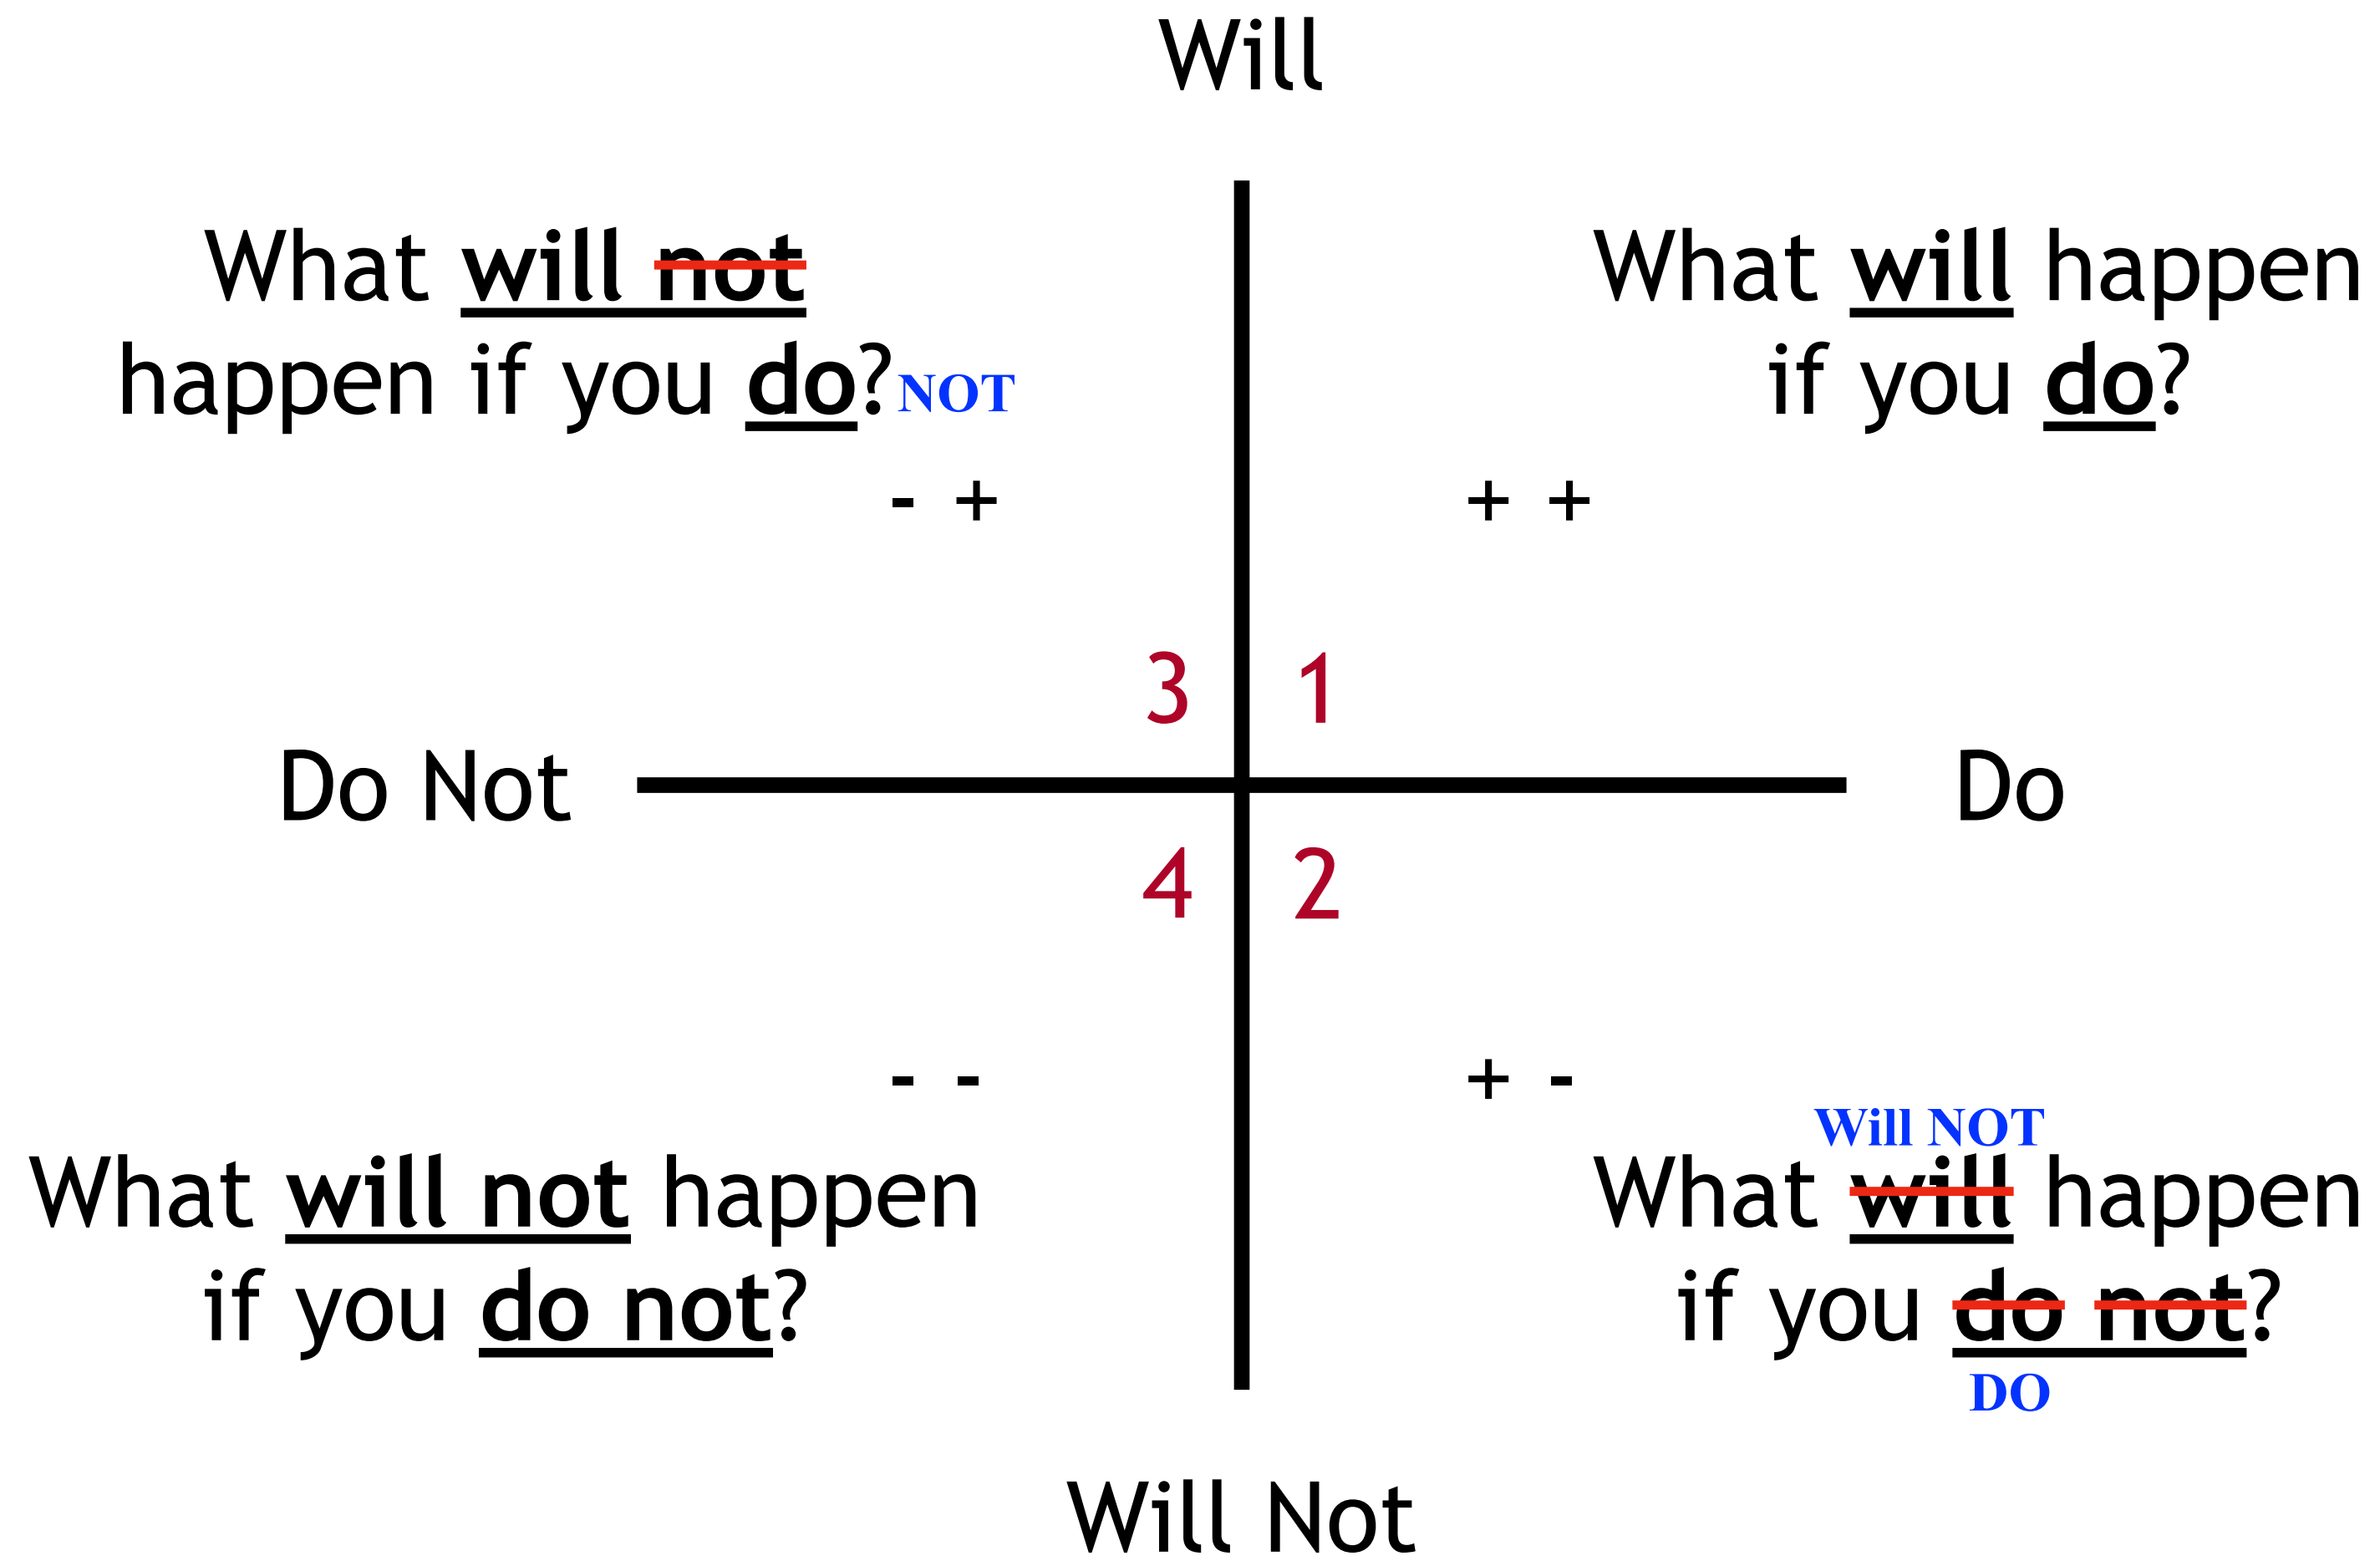 Will
What will not
happen if you do? NOT
What will happen
if you do?
- +
+ +
3
1
Do Not
Do
4
2
- -
+ -
What will not happen
if you do not?
Will NOT
What will happen
if you do not?
DO
Will Not